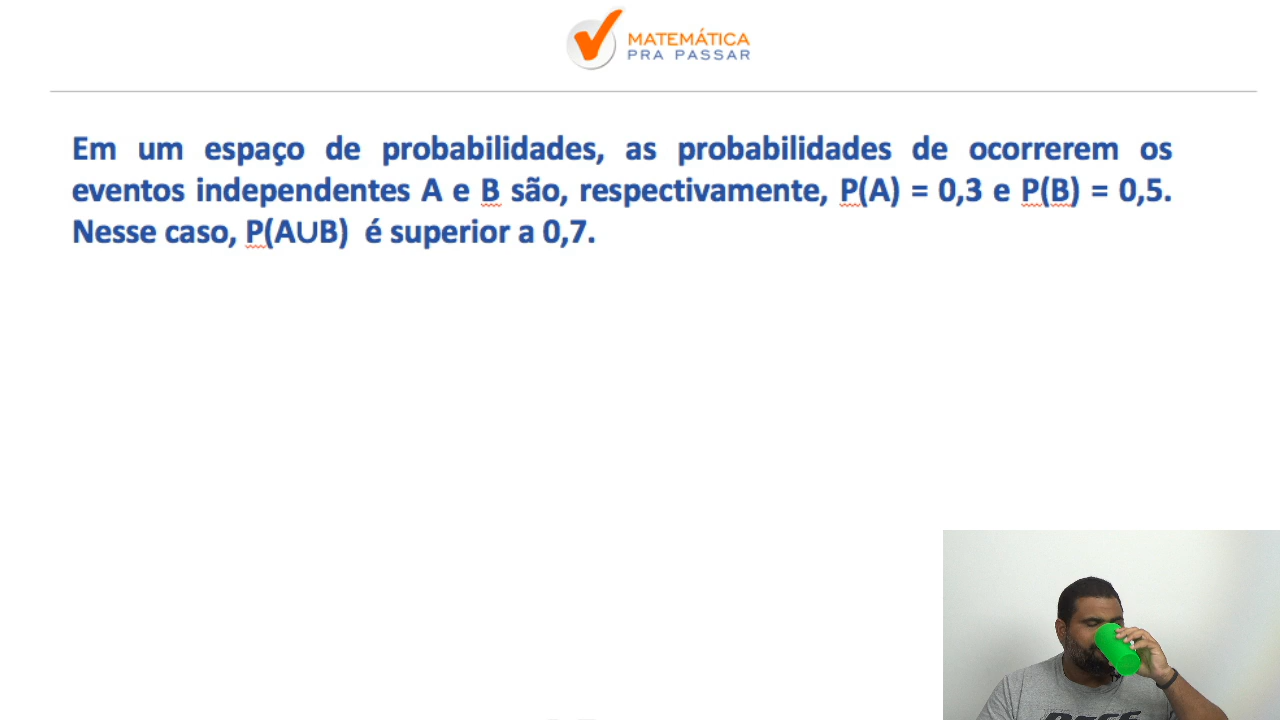 MATEMÁTICA
PRA PASSAR
Em um espaço de probabilidades, as probabilidades de ocorrerem os
eventos independentes A e B são, respectivamente, P(A) = 0,3 e P(B) = 0,5.
Nesse caso, P(A∪B) é superior a 0,7.